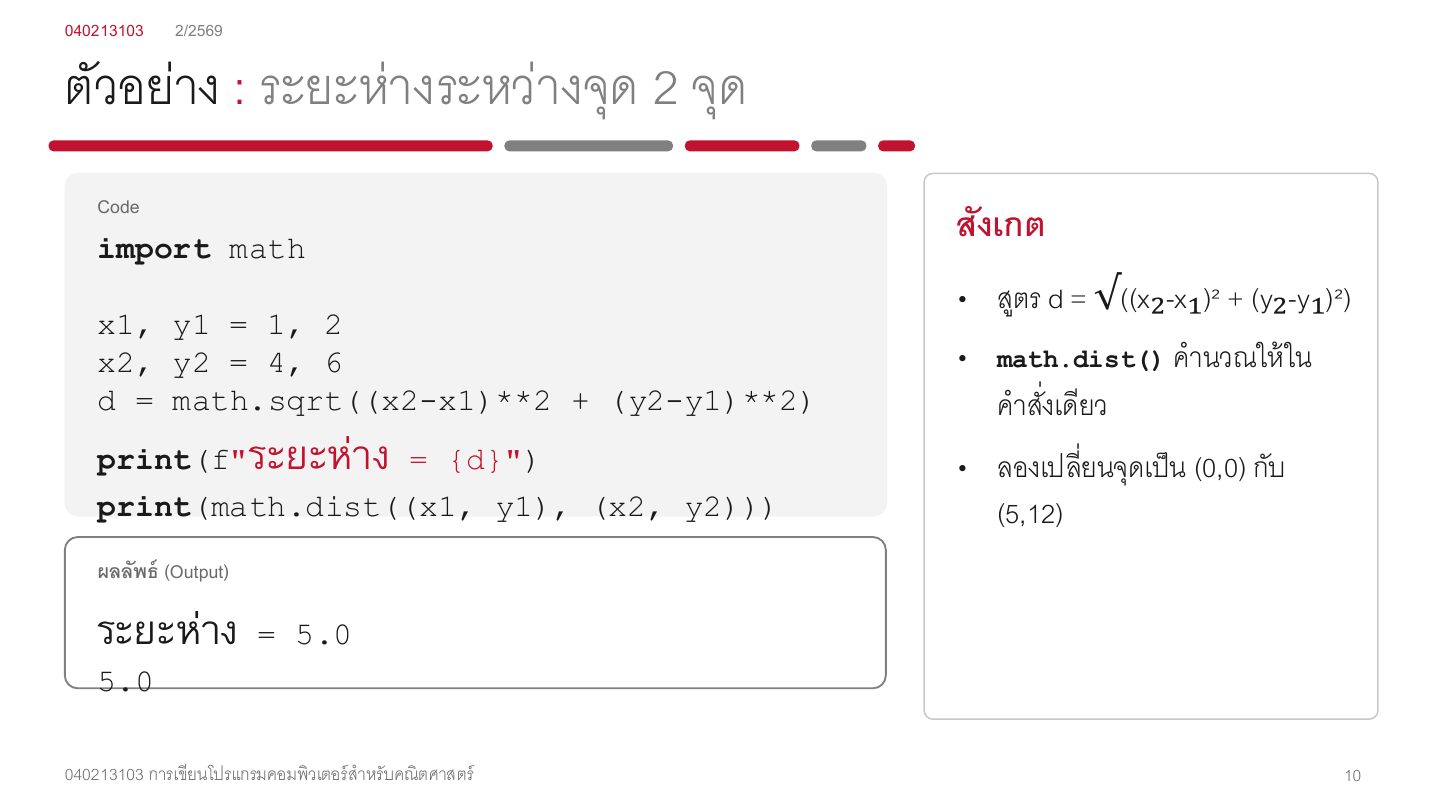 040213103 2/2569
ตัวอย่าง : ระยะห่างระหว่างจุด 2 จุด
Code
import math
x1, y1 = 1, 2
x2, y2 = 4, 6
d = math.sqrt((x2-x1)**2 + (y2-y1)**2)
print(f"ระยะห่าง = {d}")
print(math.dist((x1, y1), (x2, y2)))
ผลลัพธ์ (Output)
ระยะห่าง = 5.0
5.0
สังเกต
• สูตร d = √((x₂-x₁)² + (y₂-y₁)²)
• math.dist() คำนวณให้ใน
คำสั่งเดียว
• ลองเปลี่ยนจุดเป็น (0,0) กับ
(5,12)
040213103 การเขียนโปรแกรมคอมพิวเตอร์สำหรับคณิตศาสตร์ 10